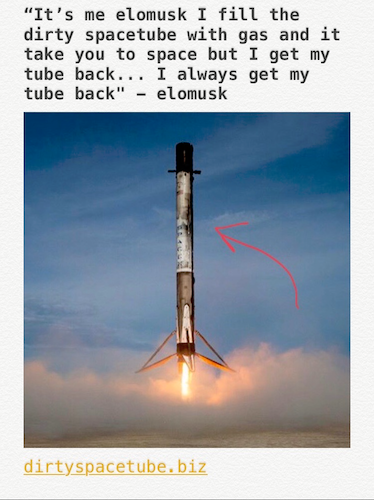 “It’s me elomusk I fill the
dirty spacetube with gas and it
take you to space but I get my
tube back... I always get my
tube back" – elomusk
dirtyspacetube.biz